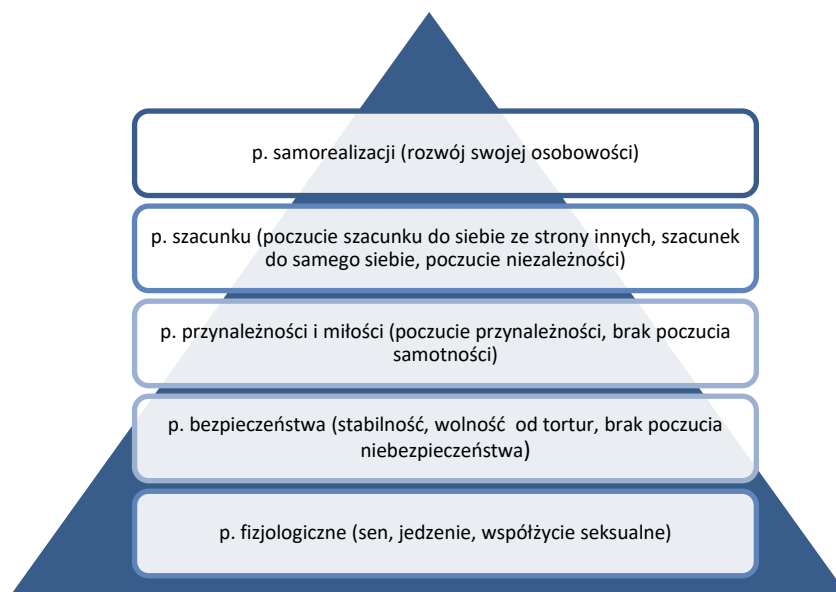 p. samorealizacji (rozwój swojej osobowości)
p. szacunku (poczucie szacunku do siebie ze strony innych, szacunek
do samego siebie, poczucie niezależności)
p. przynależności i miłości (poczucie przynależności, brak poczucia
samotności)
p. bezpieczeństwa (stabilność, wolność od tortur, brak poczucia
niebezpieczeństwa)
p. fizjologiczne (sen, jedzenie, współżycie seksualne)